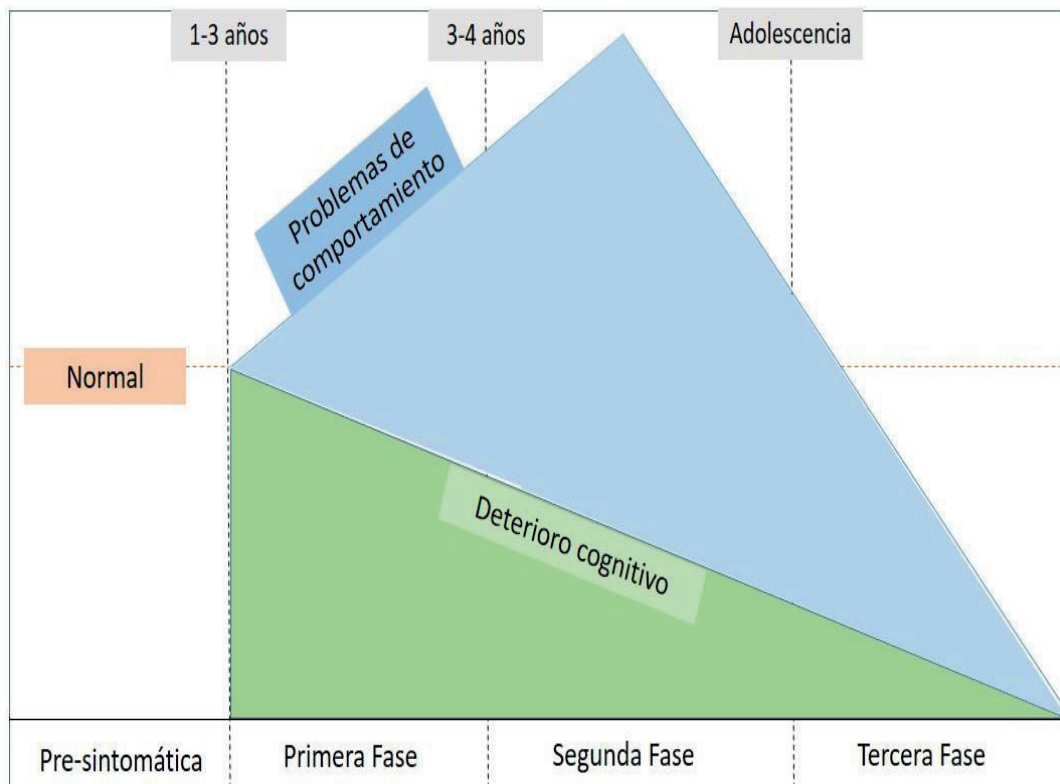 1-3 años
3-4 años
Adolescencia
Problemas de
comportamiento
Normal
Deterioro cognitivo
Pre-sintomática
Primera Fase
Segunda Fase
Tercera Fase